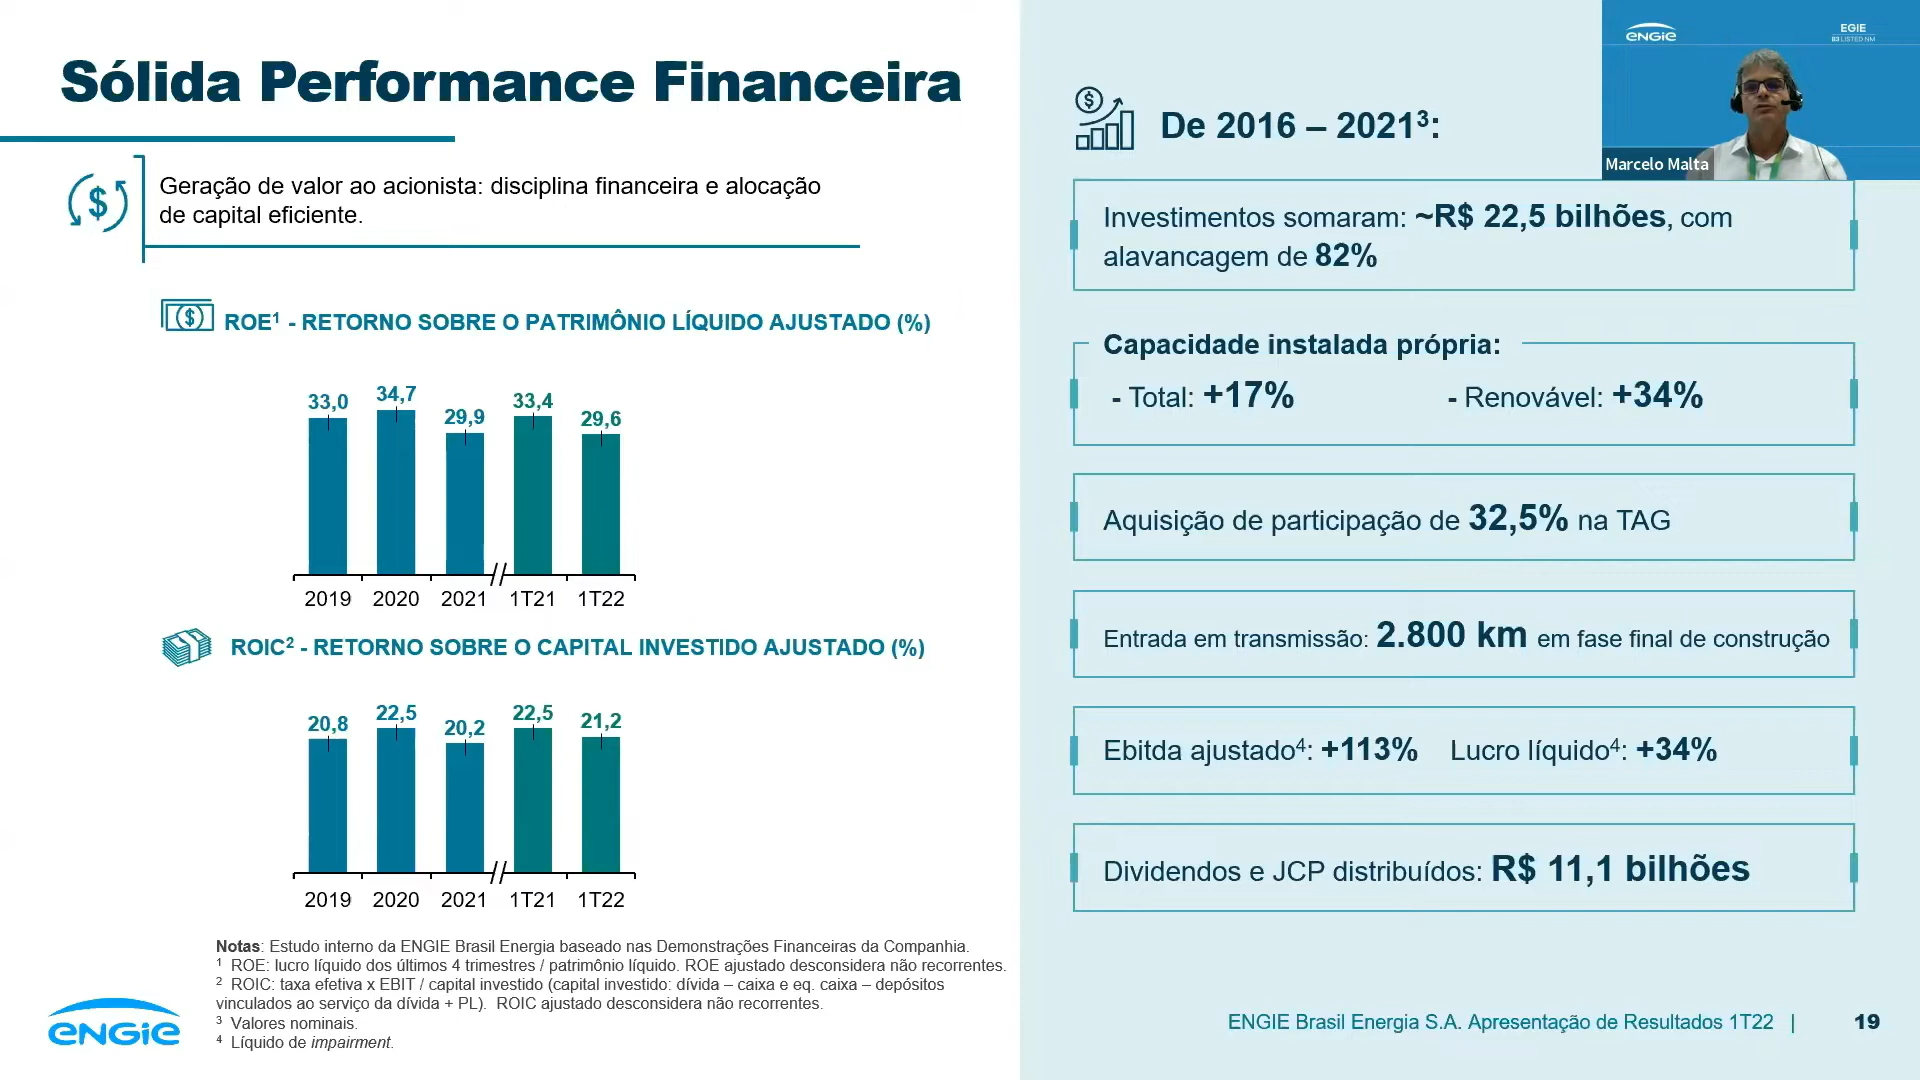 Sólida Performance Financeira
Geração de valor ao acionista: disciplina financeira e alocação
de capital eficiente.
ROE¹ - RETORNO SOBRE O PATRIMÔNIO LÍQUIDO AJUSTADO (%)
33,0 34,7 29,9 33,4 29,6
2019 2020 2021 1T21 1T22
ROIC² - RETORNO SOBRE O CAPITAL INVESTIDO AJUSTADO (%)
20,8 22,5 20,2 22,5 21,2
2019 2020 2021 1T21 1T22
Notas: Estudo interno da ENGIE Brasil Energia baseado nas Demonstrações Financeiras da Companhia.
¹ ROE: lucro líquido dos últimos 4 trimestres / patrimônio líquido. ROE ajustado desconsidera não recorrentes.
² ROIC: taxa efetiva x EBIT / capital investido (capital investido: dívida – caixa e eq. caixa – depósitos
vinculados ao serviço da dívida + PL). ROIC ajustado desconsidera não recorrentes.
³ Valores nominais.
⁴ Líquido de impairment.
ENGIE
De 2016 – 2021³:
Investimentos somaram: ~R$ 22,5 bilhões, com
alavancagem de 82%
Capacidade instalada própria:
- Total: +17% - Renovável: +34%
Aquisição de participação de 32,5% na TAG
Entrada em transmissão: 2.800 km em fase final de construção
Ebitda ajustado⁴: +113% Lucro líquido⁴: +34%
Dividendos e JCP distribuídos: R$ 11,1 bilhões
ENGIE Brasil Energia S.A. Apresentação de Resultados 1T22 | 19
ENGIE
EGIE
B3 LISTED NM
Marcelo Malta